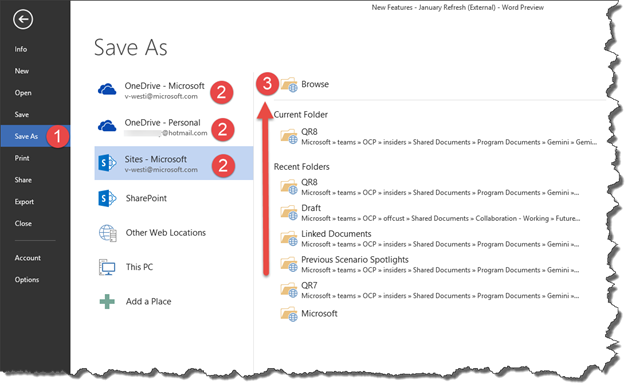 New Features - January Refresh (External) - Word Preview
Info
New
Open
Save
Save As
Print
Share
Export
Close
Account
Options
1
Save As
OneDrive - Microsoft
v-westi@microsoft.com
2
OneDrive - Personal
@hotmail.com
2
Sites - Microsoft
v-westi@microsoft.com
2
SharePoint
Other Web Locations
This PC
Add a Place
3
Browse
Current Folder
QR8
Microsoft » teams » OCP » insiders » Shared Documents » Program Documents » Gemini » Gemi...
Recent Folders
QR8
Microsoft » teams » OCP » insiders » Shared Documents » Program Documents » Gemini »...
Draft
Microsoft » teams » OCP » offcust » Shared Documents » Collaboration - Working » Future...
Linked Documents
Microsoft » teams » OCP » insiders » Shared Documents » Program Documents » Gemini »...
Previous Scenario Spotlights
Microsoft » teams » OCP » insiders » Shared Documents » Program Documents » Gemini »...
QR7
Microsoft » teams » OCP » insiders » Shared Documents » Program Documents » Gemini »...
Microsoft